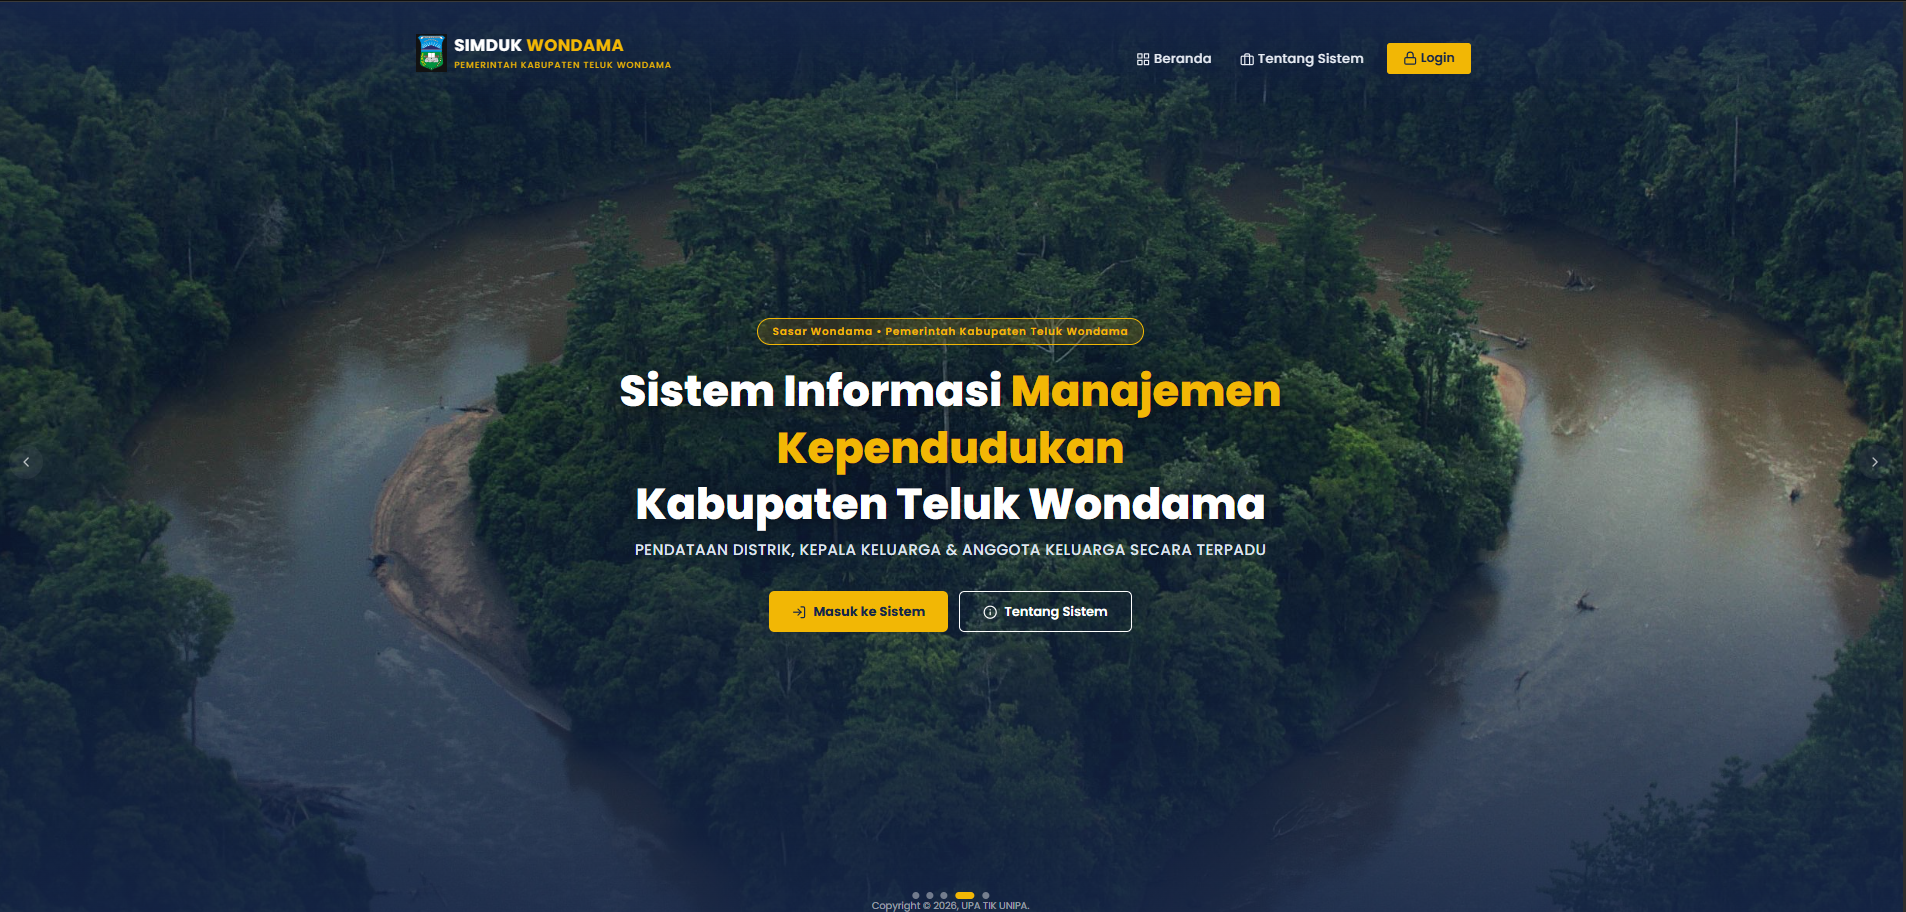 SIMDUK WONDAMA
PEMERINTAH KABUPATEN TELUK WONDAMA
Beranda
Tentang Sistem
Login
Sasar Wondama • Pemerintah Kabupaten Teluk Wondama
Sistem Informasi Manajemen
Kependudukan
Kabupaten Teluk Wondama
PENDATAAN DISTRIK, KEPALA KELUARGA & ANGGOTA KELUARGA SECARA TERPADU
Masuk ke Sistem
Tentang Sistem
Copyright © 2026, UPA TIK UNIPA.